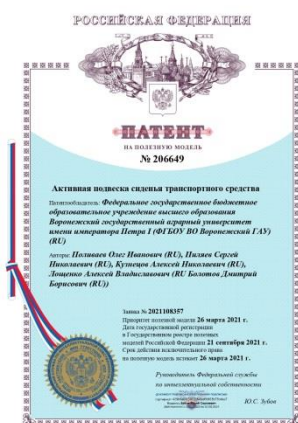 РОССИЙСКАЯ ФЕДЕРАЦИЯ
ПАТЕНТ
НА ПОЛЕЗНУЮ МОДЕЛЬ
№ 206649
Активная подвеска сиденья транспортного средства
Патентообладатель: Федеральное государственное бюджетное
образовательное учреждение высшего образования
Воронежский государственный аграрный университет
имени императора Петра I (ФГБОУ ВО Воронежский ГАУ)
(RU)
Авторы: Поливаев Олег Иванович (RU), Пиляев Сергей
Николаевич (RU), Кузнецов Алексей Николаевич (RU),
Лощенко Алексей Владиславович (RU Болотов Дмитрий
Борисович (RU))
Заявка № 2021108357
Приоритет полезной модели 26 марта 2021 г.
Дата государственной регистрации
в Государственном реестре полезных
моделей Российской Федерации 21 сентября 2021 г.
Срок действия исключительного права
на полезную модель истекает 26 марта 2031 г.
Руководитель Федеральной службы
по интеллектуальной собственности